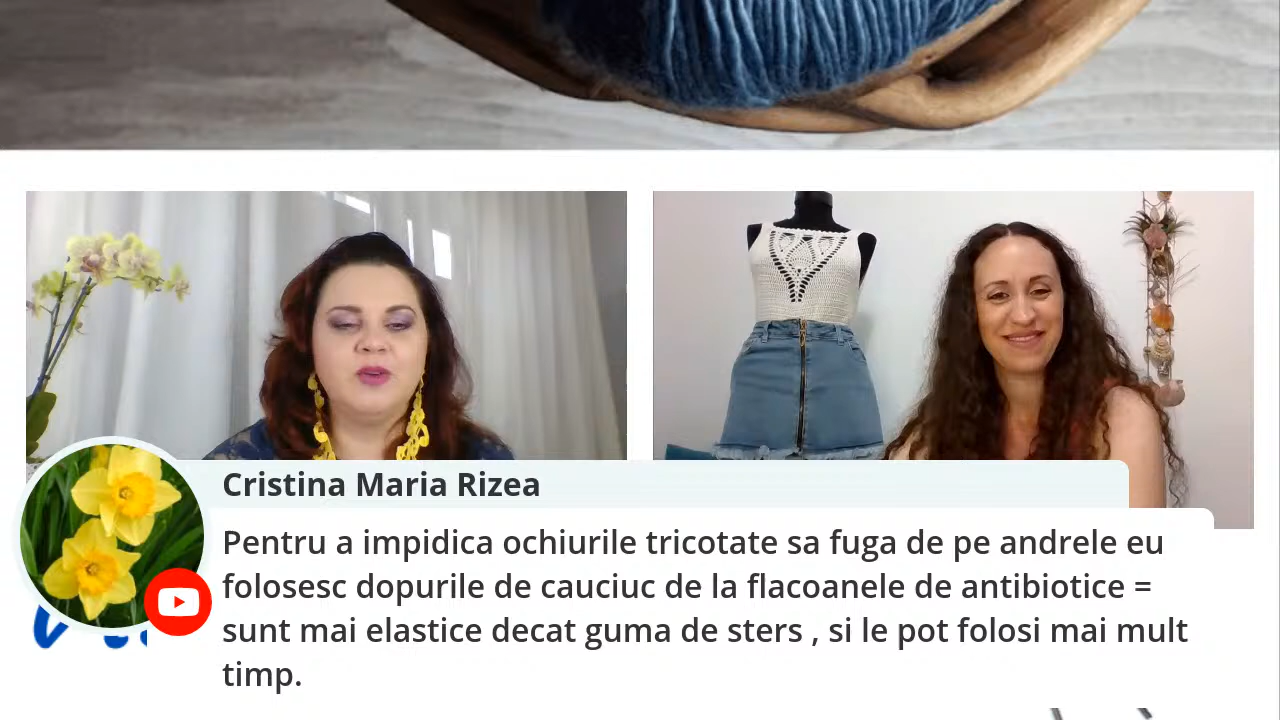 Cristina Maria Rizea
Pentru a impidica ochiurile tricotate sa fuga de pe andrele eu
folosesc dopurile de cauciuc de la flacoanele de antibiotice =
sunt mai elastice decat guma de sters , si le pot folosi mai mult
timp.